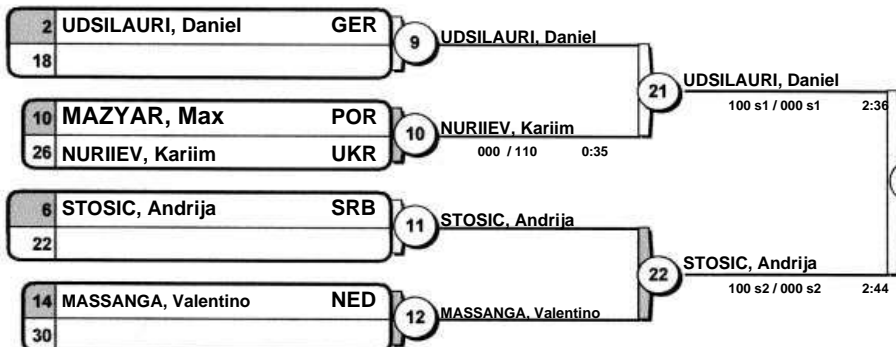 2 UDSILAURI, Daniel GER
18
9 UDSILAURI, Daniel
10 MAZYAR, Max POR
26 NURIIEV, Kariim UKR
10 NURIIEV, Kariim
000 / 110 0:35
21 UDSILAURI, Daniel
100 s1 / 000 s1 2:36
6 STOSIC, Andrija SRB
22
11 STOSIC, Andrija
14 MASSANGA, Valentino NED
30
12 MASSANGA, Valentino
22 STOSIC, Andrija
100 s2 / 000 s2 2:44